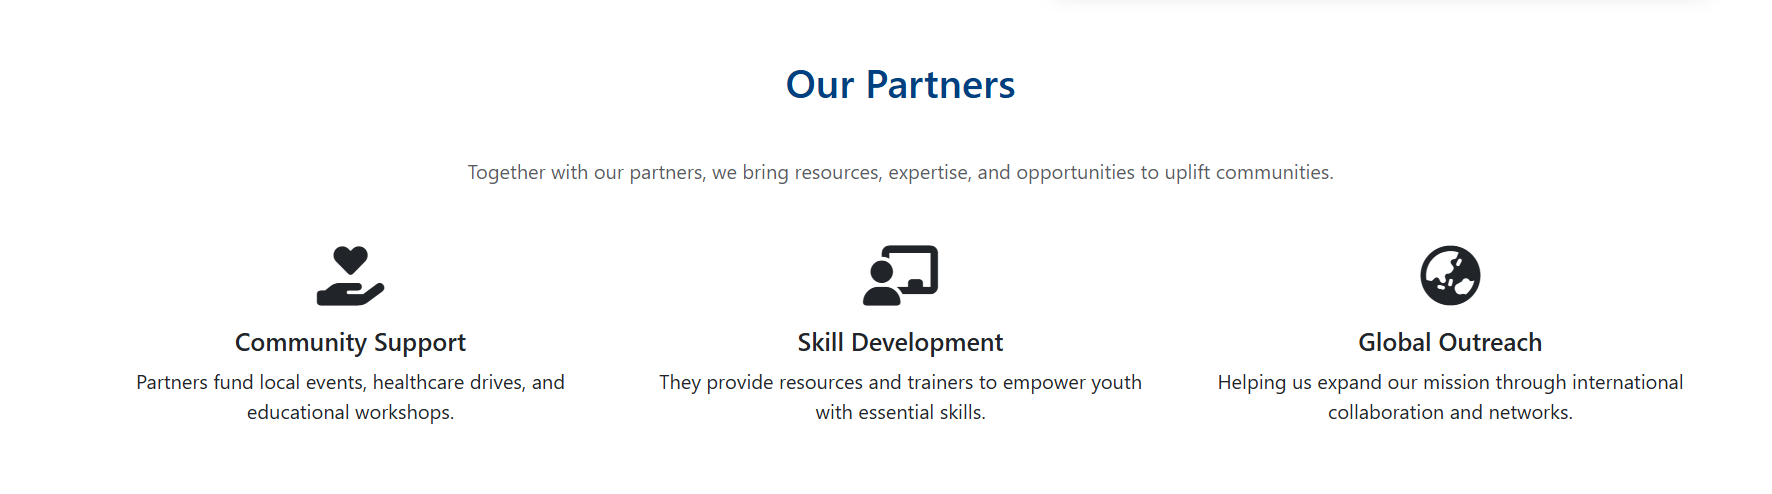 Our Partners
Together with our partners, we bring resources, expertise, and opportunities to uplift communities.
Community Support
Partners fund local events, healthcare drives, and
educational workshops.
Skill Development
They provide resources and trainers to empower youth
with essential skills.
Global Outreach
Helping us expand our mission through international
collaboration and networks.